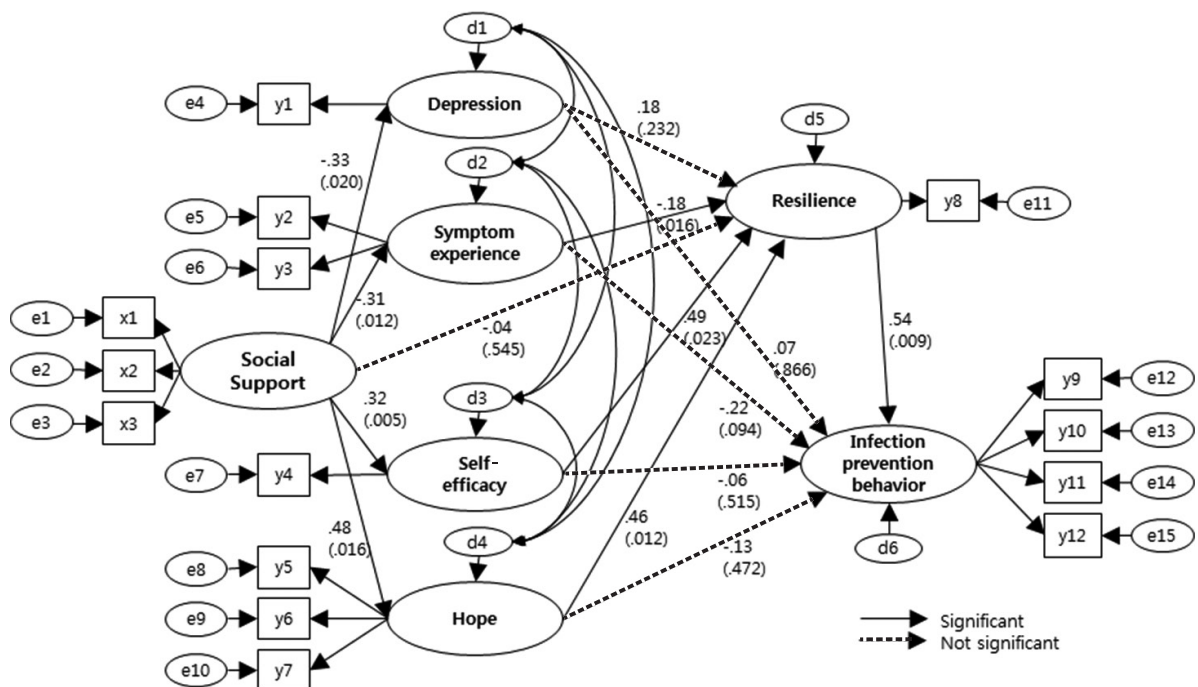 d1
e4
y1
Depression
.18
(.232)
d5
-.33
(.020)
d2
e5
y2
e6
y3
Symptom
experience
-.18
(.016)
Resilience
y8
e11
-.31
(.012)
e1
x1
e2
x2
e3
x3
Social
Support
-.04
(.545)
.49
(.023)
.54
(.009)
.07
(.866)
.32
(.005)
d3
-.22
(.094)
e7
y4
Self-
efficacy
-.06
(.515)
Infection
prevention
behavior
y9
e12
y10
e13
y11
e14
y12
e15
d6
.48
(.016)
d4
.46
(.012)
-.13
(.472)
e8
y5
e9
y6
e10
y7
Hope
Significant
Not significant